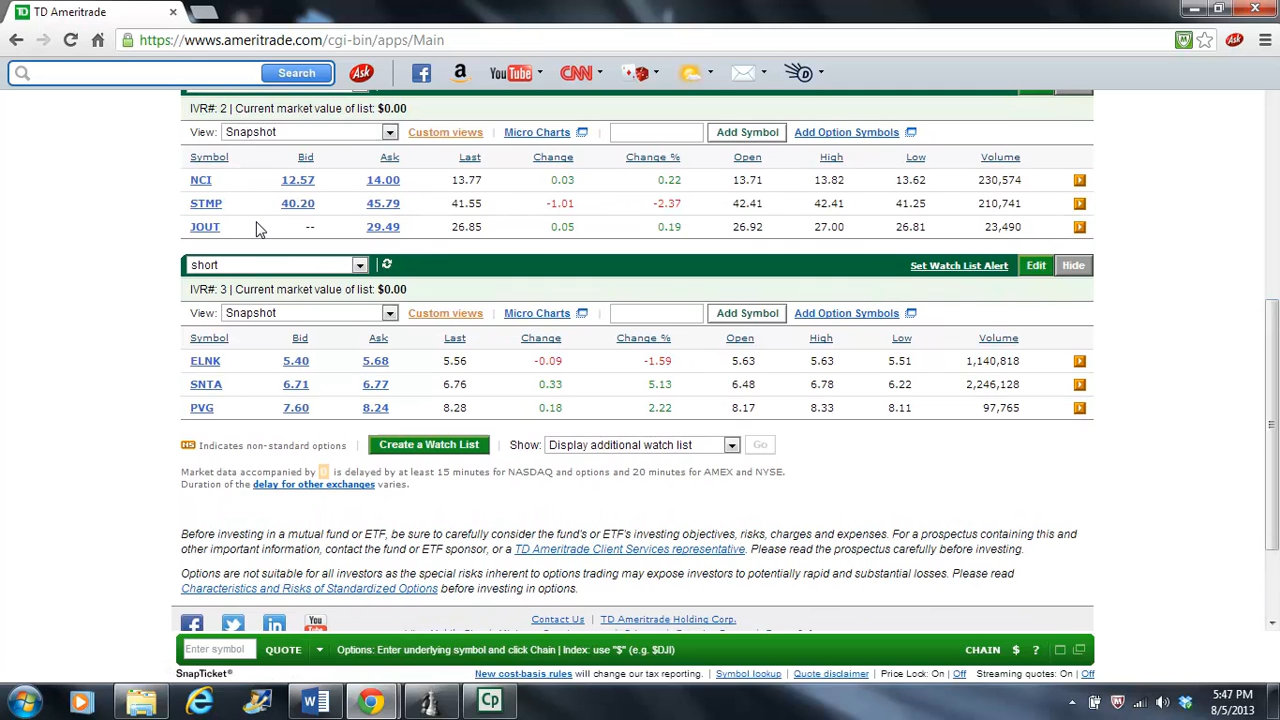 TD Ameritrade
https://wwws.ameritrade.com/cgi-bin/apps/Main
Search Ask YouTube CNN Ask
IVR#: 2 | Current market value of list: $0.00
View: Snapshot Custom views | Micro Charts | Add Symbol Add Option Symbols
Symbol Bid Ask Last Change Change % Open High Low Volume
NCI 12.57 14.00 13.77 0.03 0.22 13.71 13.82 13.62 230,574
STMP 40.20 45.79 41.55 -1.01 -2.37 42.41 42.41 41.25 210,741
JOUT -- 29.49 26.85 0.05 0.19 26.92 27.00 26.81 23,490
short Set Watch List Alert Edit Hide
IVR#: 3 | Current market value of list: $0.00
View: Snapshot Custom views | Micro Charts | Add Symbol Add Option Symbols
Symbol Bid Ask Last Change Change % Open High Low Volume
ELNK 5.40 5.68 5.56 -0.09 -1.59 5.63 5.63 5.51 1,140,818
SNTA 6.71 6.77 6.76 0.33 5.13 6.48 6.78 6.22 2,246,128
PVG 7.60 8.24 8.28 0.18 2.22 8.17 8.33 8.11 97,765
NS Indicates non-standard options | Create a Watch List | Show: Display additional watch list Go
Market data accompanied by D is delayed by at least 15 minutes for NASDAQ and options and 20 minutes for AMEX and NYSE.
Duration of the delay for other exchanges varies.
Before investing in a mutual fund or ETF, be sure to carefully consider the fund's or ETF's investing objectives, risks, charges and expenses. For a prospectus containing this and
other important information, contact the fund or ETF sponsor, or a TD Ameritrade Client Services representative. Please read the prospectus carefully before investing.
Options are not suitable for all investors as the special risks inherent to options trading may expose investors to potentially rapid and substantial losses. Please read
Characteristics and Risks of Standardized Options before investing in options.
Contact Us | TD Ameritrade Holding Corp.
Enter symbol QUOTE Options: Enter underlying symbol and click Chain | Index: use "$" (e.g. $DJI) CHAIN $ ?
SnapTicket® New cost-basis rules will change our tax reporting. | Symbol lookup | Quote disclaimer | Price Lock: On | Off Streaming quotes: On | Off
5:47 PM
8/5/2013